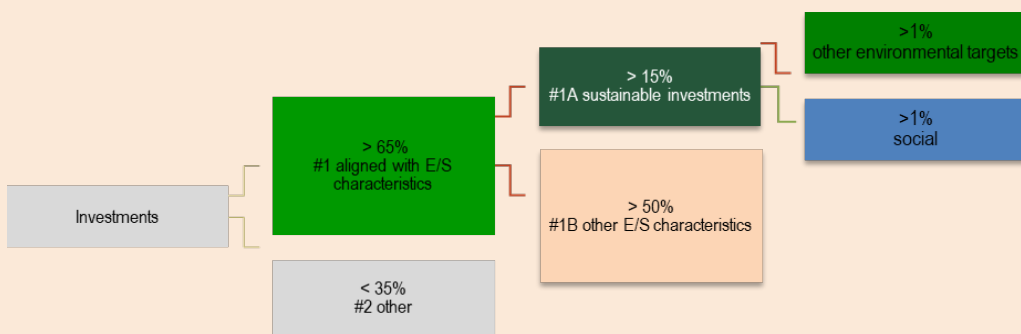 Investments
> 65%
#1 aligned with E/S
characteristics
< 35%
#2 other
> 15%
#1A sustainable investments
> 50%
#1B other E/S characteristics
>1%
other environmental targets
>1%
social